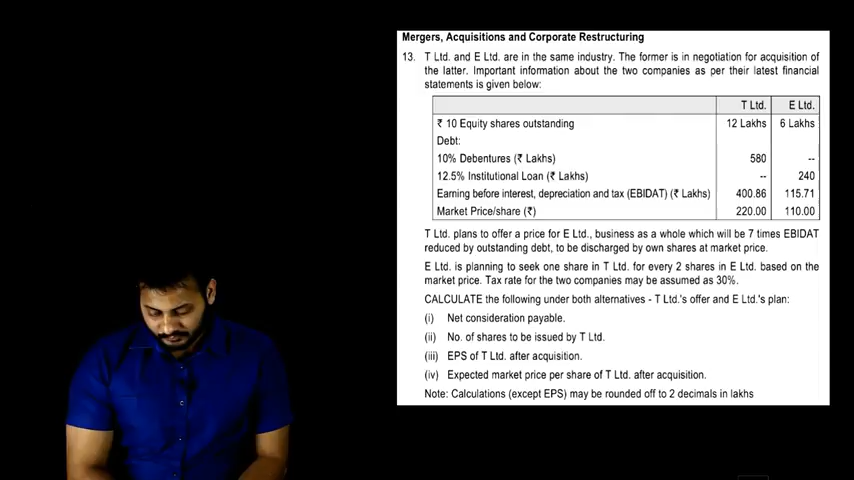 Mergers, Acquisitions and Corporate Restructuring
13. T Ltd. and E Ltd. are in the same industry. The former is in negotiation for acquisition of
the latter. Important information about the two companies as per their latest financial
statements is given below:
T Ltd. E Ltd.
₹ 10 Equity shares outstanding 12 Lakhs 6 Lakhs
Debt:
10% Debentures (₹ Lakhs) 580 --
12.5% Institutional Loan (₹ Lakhs) -- 240
Earning before interest, depreciation and tax (EBIDAT) (₹ Lakhs) 400.86 115.71
Market Price/share (₹) 220.00 110.00
T Ltd. plans to offer a price for E Ltd., business as a whole which will be 7 times EBIDAT
reduced by outstanding debt, to be discharged by own shares at market price.
E Ltd. is planning to seek one share in T Ltd. for every 2 shares in E Ltd. based on the
market price. Tax rate for the two companies may be assumed as 30%.
CALCULATE the following under both alternatives - T Ltd.'s offer and E Ltd.'s plan:
(i) Net consideration payable.
(ii) No. of shares to be issued by T Ltd.
(iii) EPS of T Ltd. after acquisition.
(iv) Expected market price per share of T Ltd. after acquisition.
Note: Calculations (except EPS) may be rounded off to 2 decimals in lakhs